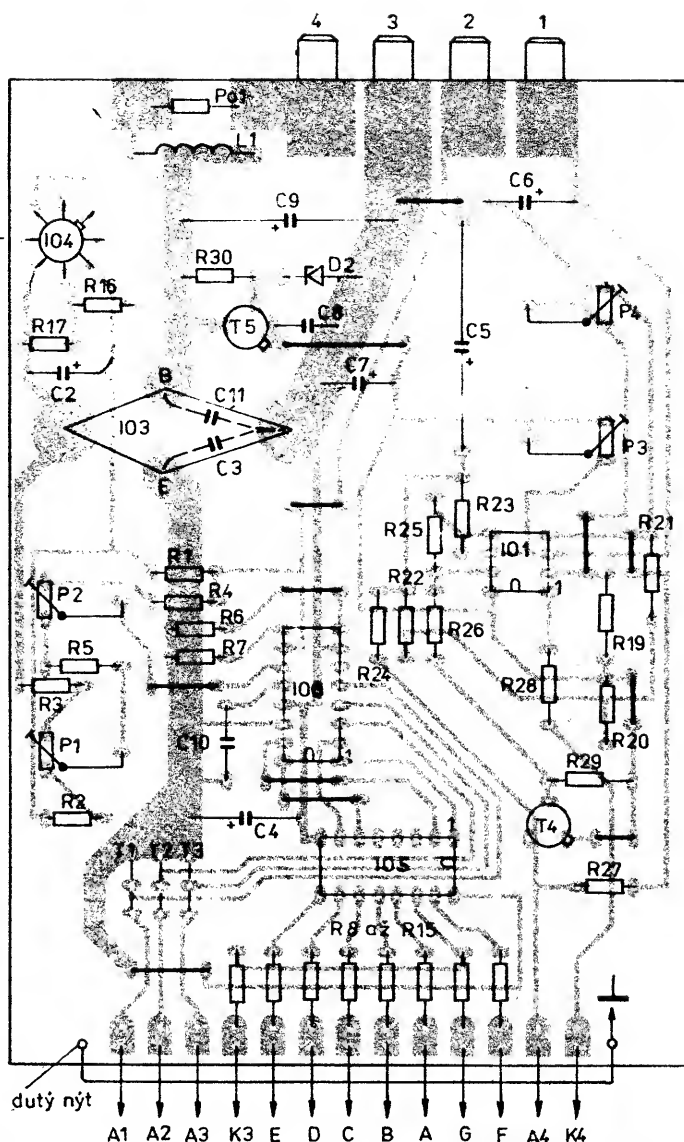 4 3 2 1
Po1
L1
C6
C9
IO4
R30 D2
R16
T5 C8
P4
R17
C5
C7
C2
B
C11
IO3
C3
P3
E
R23
R25
IO1
R21
R1
P2
R4
R22
0 1
R6
R26
R19
R5
R7
R24
IO6
R28
R3
C10
R20
P1
0 1
R29
R2
C4
T4
1
T1 T2 T3
IO5
R27
R8 až R15
dutý nýt
A1 A2 A3 K3 E D C B A G F A4 K4